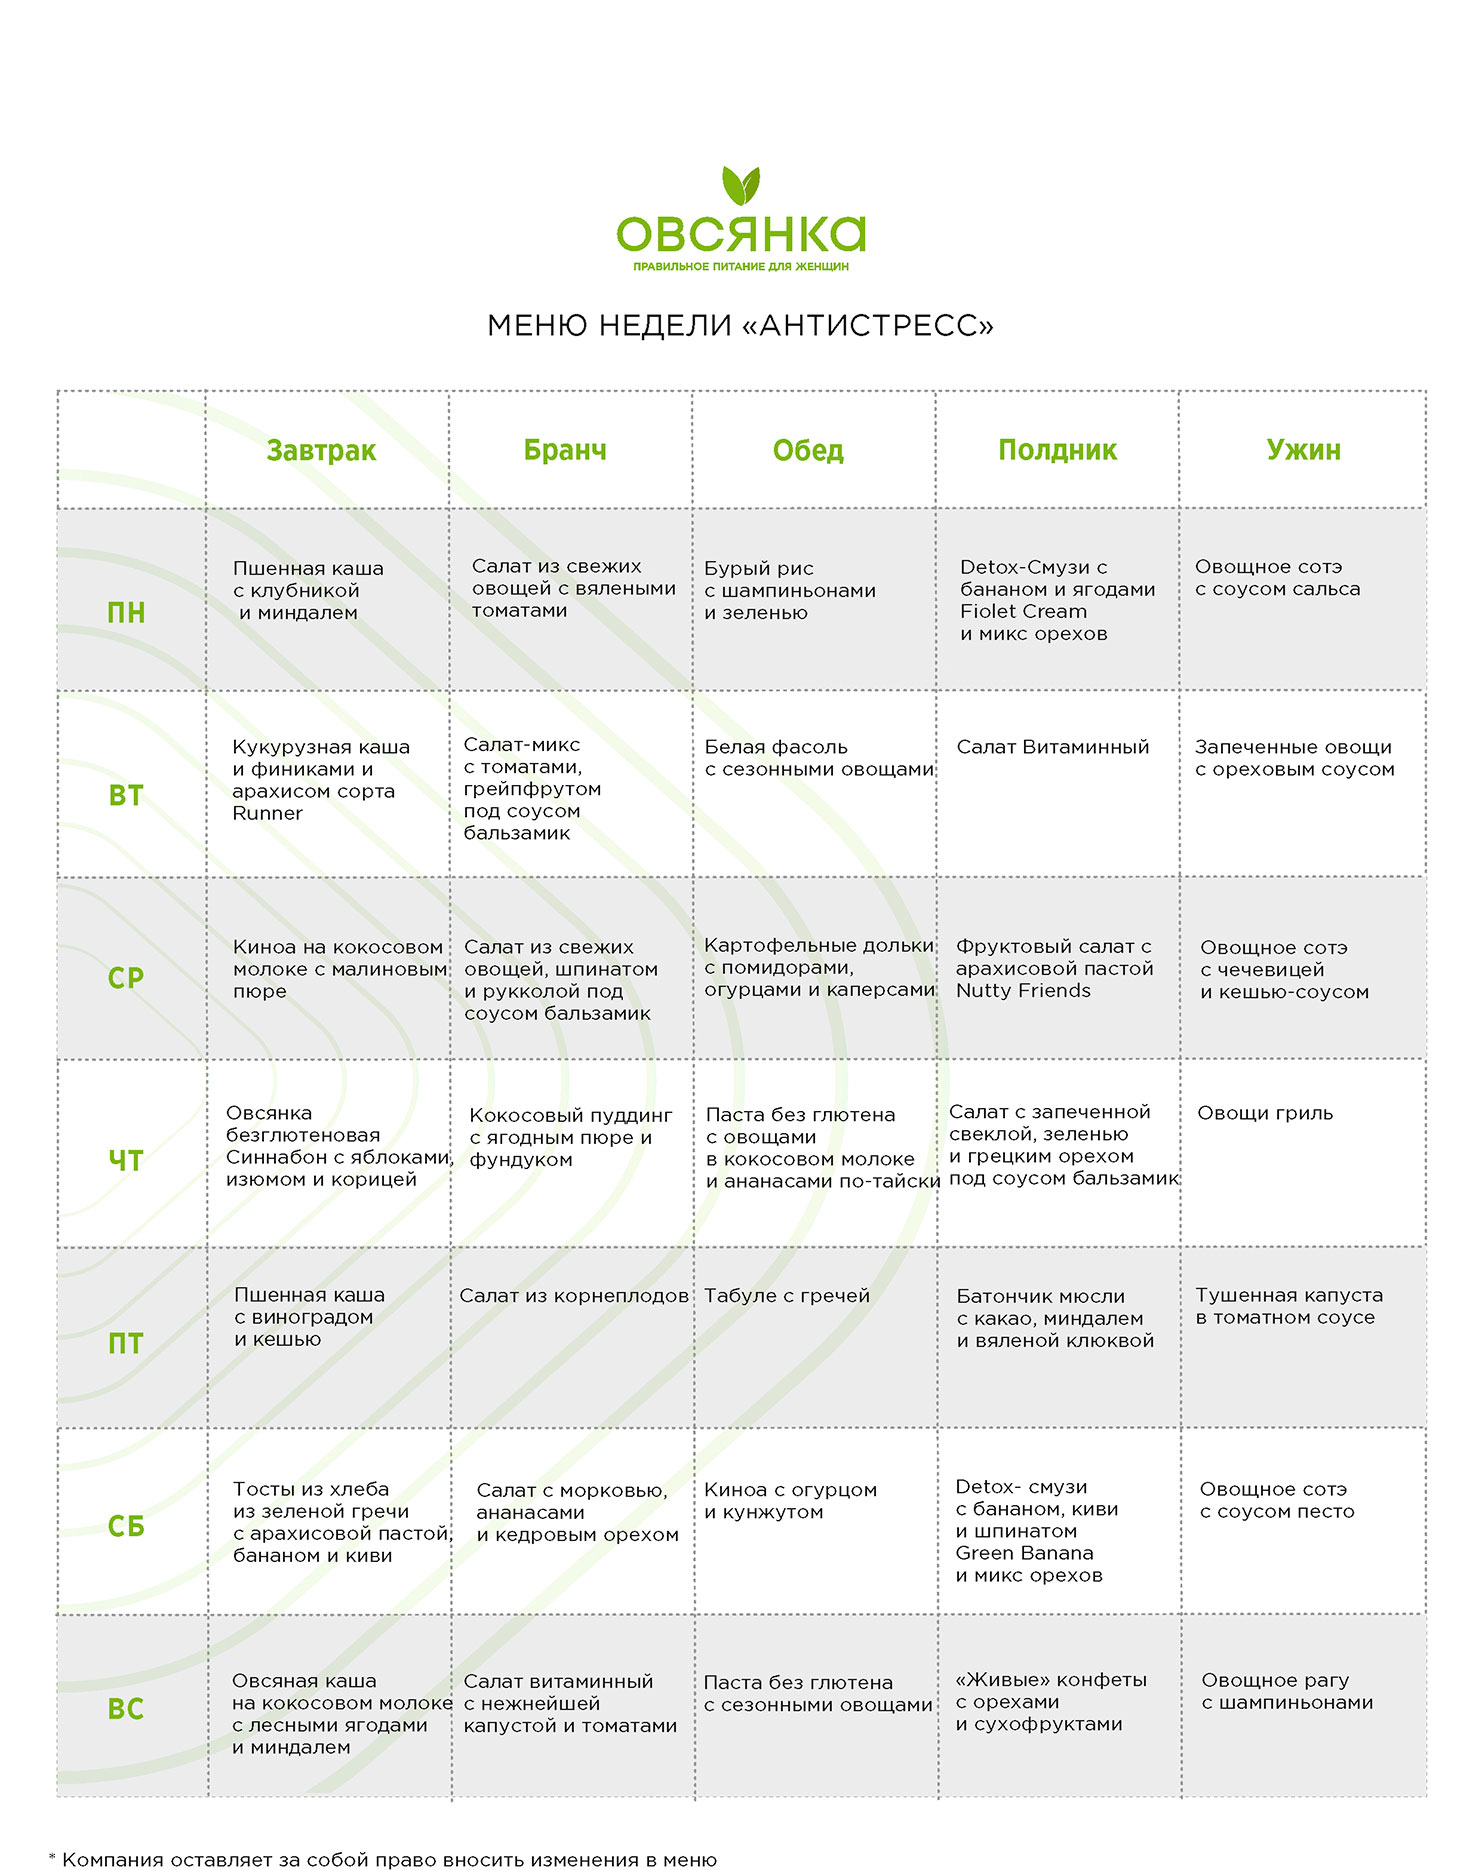 ОВСЯНКА
ПРАВИЛЬНОЕ ПИТАНИЕ ДЛЯ ЖЕНЩИН
МЕНЮ НЕДЕЛИ «АНТИСТРЕСС»
Завтрак
Бранч
Обед
Полдник
Ужин
ПН
Пшенная каша
с клубникой
и миндалем
Салат из свежих
овощей с вялеными
томатами
Бурый рис
с шампиньонами
и зеленью
Detox-Смузи с
бананом и ягодами
Fiolet Cream
и микс орехов
Овощное сотэ
с соусом сальса
ВТ
Кукурузная каша
и финиками и
арахисом сорта
Runner
Салат-микс
с томатами,
грейпфрутом
под соусом
бальзамик
Белая фасоль
с сезонными овощами
Салат Витаминный
Запеченные овощи
с ореховым соусом
СР
Киноа на кокосовом
молоке с малиновым
пюре
Салат из свежих
овощей, шпинатом
и рукколой под
соусом бальзамик
Картофельные дольки
с помидорами,
огурцами и каперсами
Фруктовый салат с
арахисовой пастой
Nutty Friends
Овощное сотэ
с чечевицей
и кешью-соусом
ЧТ
Овсянка
безглютеновая
Синнабон с яблоками,
изюмом и корицей
Кокосовый пуддинг
с ягодным пюре и
фундуком
Паста без глютена
с овощами
в кокосовом молоке
и ананасами по-тайски
Салат с запеченной
свеклой, зеленью
и грецким орехом
под соусом бальзамик
Овощи гриль
ПТ
Пшенная каша
с виноградом
и кешью
Салат из корнеплодов
Табуле с гречей
Батончик мюсли
с какао, миндалем
и вяленой клюквой
Тушенная капуста
в томатном соусе
СБ
Тосты из хлеба
из зеленой гречи
с арахисовой пастой,
бананом и киви
Салат с морковью,
ананасами
и кедровым орехом
Киноа с огурцом
и кунжутом
Detox- смузи
с бананом, киви
и шпинатом
Green Banana
и микс орехов
Овощное сотэ
с соусом песто
ВС
Овсяная каша
на кокосовом молоке
с лесными ягодами
и миндалем
Салат витаминный
с нежнейшей
капустой и томатами
Паста без глютена
с сезонными овощами
«Живые» конфеты
с орехами
и сухофруктами
Овощное рагу
с шампиньонами
* Компания оставляет за собой право вносить изменения в меню